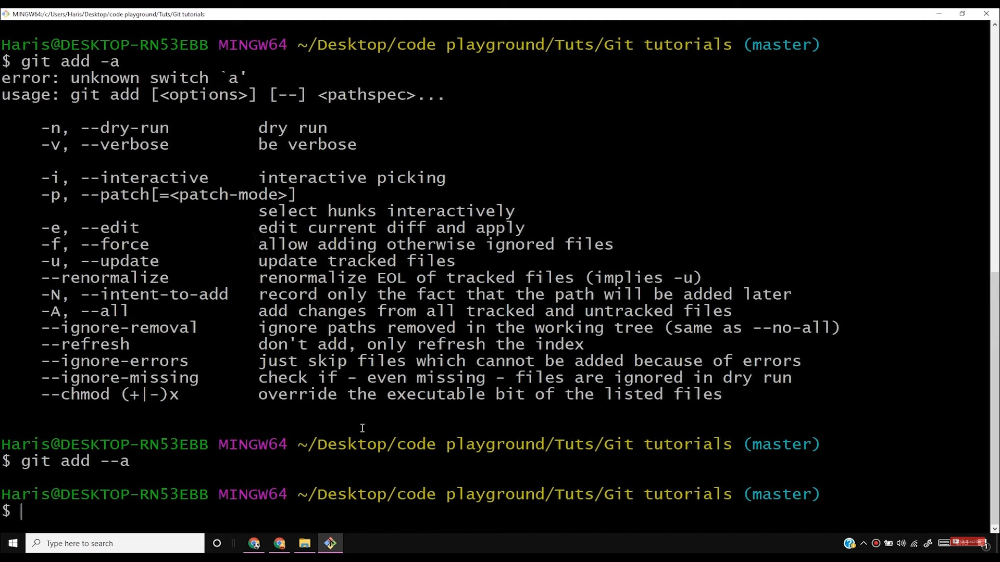 MINGW64:/c/Users/Haris/Desktop/code playground/Tuts/Git tutorials
Haris@DESKTOP-RN53EBB MINGW64 ~/Desktop/code playground/Tuts/Git tutorials (master)
$ git add -a
error: unknown switch `a'
usage: git add [<options>] [--] <pathspec>...
-n, --dry-run dry run
-v, --verbose be verbose
-i, --interactive interactive picking
-p, --patch[=<patch-mode>]
select hunks interactively
-e, --edit edit current diff and apply
-f, --force allow adding otherwise ignored files
-u, --update update tracked files
--renormalize renormalize EOL of tracked files (implies -u)
-N, --intent-to-add record only the fact that the path will be added later
-A, --all add changes from all tracked and untracked files
--ignore-removal ignore paths removed in the working tree (same as --no-all)
--refresh don't add, only refresh the index
--ignore-errors just skip files which cannot be added because of errors
--ignore-missing check if - even missing - files are ignored in dry run
--chmod (+|-)x override the executable bit of the listed files
Haris@DESKTOP-RN53EBB MINGW64 ~/Desktop/code playground/Tuts/Git tutorials (master)
$ git add --a
Haris@DESKTOP-RN53EBB MINGW64 ~/Desktop/code playground/Tuts/Git tutorials (master)
$
Type here to search
Subscribe
1